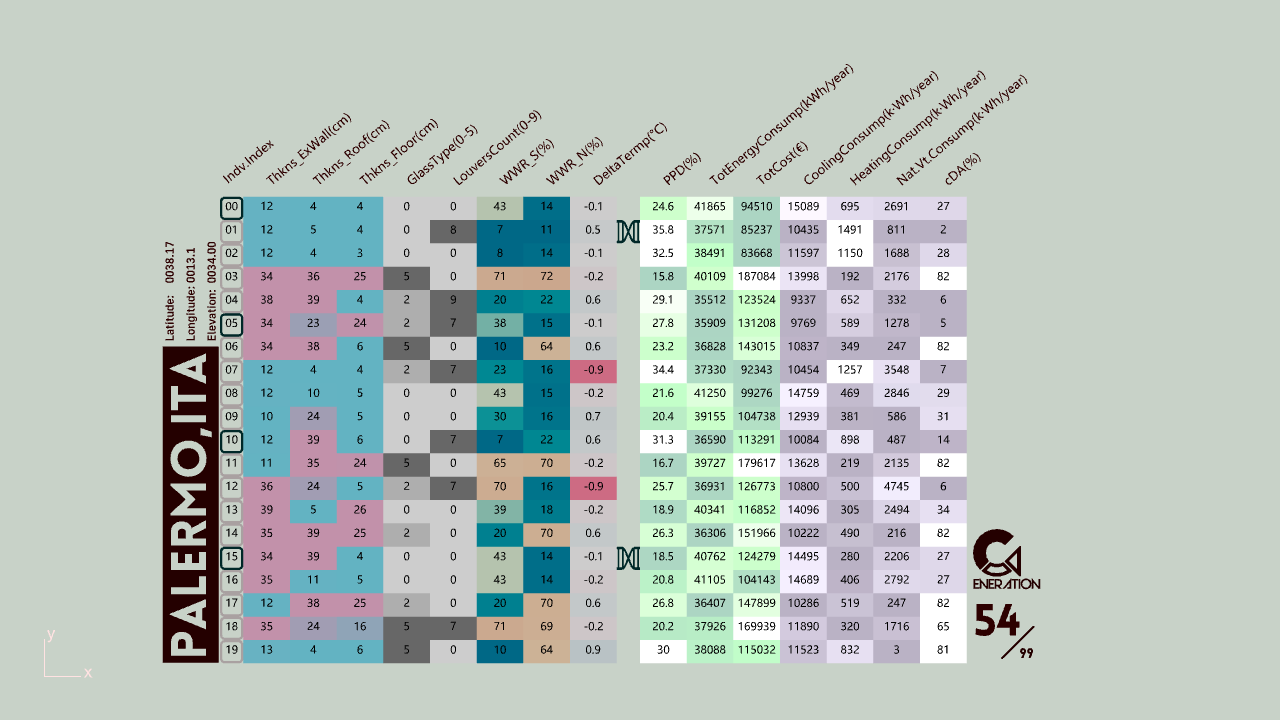 Indv.Index Thkns_ExWall(cm) Thkns_Roof(cm) Thkns_Floor(cm) GlassType(0-5) LouversCount(0-9) WWR_S(%) WWR_N(%) DeltaTermp(°C) PPD(%) TotEnergyConsump(kWh/year) TotCost(€) CoolingConsump(k·Wh/year) HeatingConsump(k·Wh/year) Nat.Vt.Consump(k·Wh/year) cDA(%)
00 12 4 4 0 0 43 14 -0.1 24.6 41865 94510 15089 695 2691 27
01 12 5 4 0 8 7 11 0.5 35.8 37571 85237 10435 1491 811 2
02 12 4 3 0 0 8 14 -0.1 32.5 38491 83668 11597 1150 1688 28
03 34 36 25 5 0 71 72 -0.2 15.8 40109 187084 13998 192 2176 82
04 38 39 4 2 9 20 22 0.6 29.1 35512 123524 9337 652 332 6
05 34 23 24 2 7 38 15 -0.1 27.8 35909 131208 9769 589 1278 5
06 34 38 6 5 0 10 64 0.6 23.2 36828 143015 10837 349 247 82
07 12 4 4 2 7 23 16 -0.9 34.4 37330 92343 10454 1257 3548 7
08 12 10 5 0 0 43 15 -0.2 21.6 41250 99276 14759 469 2846 29
09 10 24 5 0 0 30 16 0.7 20.4 39155 104738 12939 381 586 31
10 12 39 6 0 7 7 22 0.6 31.3 36590 113291 10084 898 487 14
11 11 35 24 5 0 65 70 -0.2 16.7 39727 179617 13628 219 2135 82
12 36 24 5 2 7 70 16 -0.9 25.7 36931 126773 10800 500 4745 6
13 39 5 26 0 0 39 18 -0.2 18.9 40341 116852 14096 305 2494 34
14 35 39 25 2 0 20 70 0.6 26.3 36306 151966 10222 490 216 82
15 34 39 4 0 0 43 14 -0.1 18.5 40762 124279 14495 280 2206 27
16 35 11 5 0 0 43 14 -0.2 20.8 41105 104143 14689 406 2792 27
17 12 38 25 2 0 20 70 0.6 26.8 36407 147899 10286 519 247 82
18 35 24 16 5 7 71 69 -0.2 20.2 37926 169939 11890 320 1716 65
19 13 4 6 5 0 10 64 0.9 30 38088 115032 11523 832 3 81
Latitude: 0038.17
Longitude: 0013.1
Elevation: 0034.00
PALERMO,ITA
ENERATION
54/99
y
x